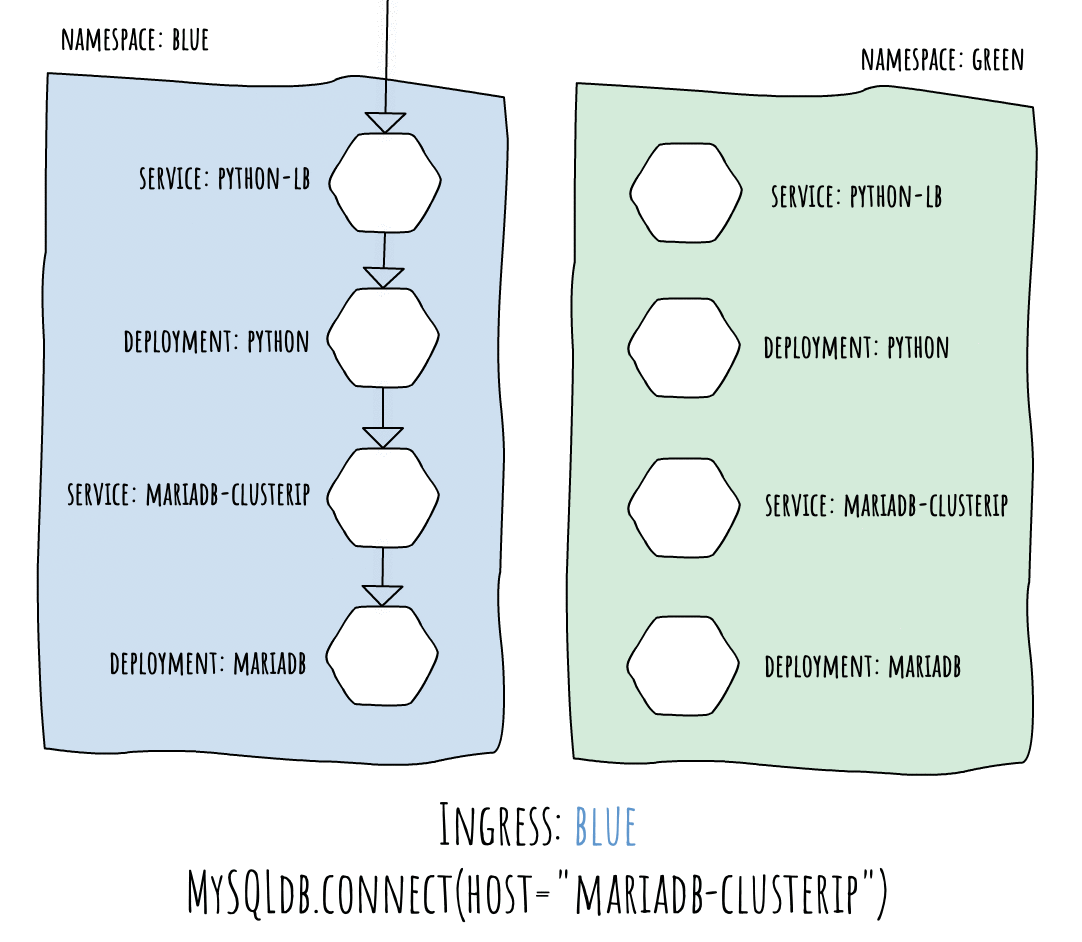 NAMESPACE: BLUE
NAMESPACE: GREEN
SERVICE: PYTHON-LB
SERVICE: PYTHON-LB
DEPLOYMENT: PYTHON
DEPLOYMENT: PYTHON
SERVICE: MARIADB-CLUSTERIP
SERVICE: MARIADB-CLUSTERIP
DEPLOYMENT: MARIADB
DEPLOYMENT: MARIADB
INGRESS: BLUE
MYSQLDB.CONNECT(HOST="MARIADB-CLUSTERIP")